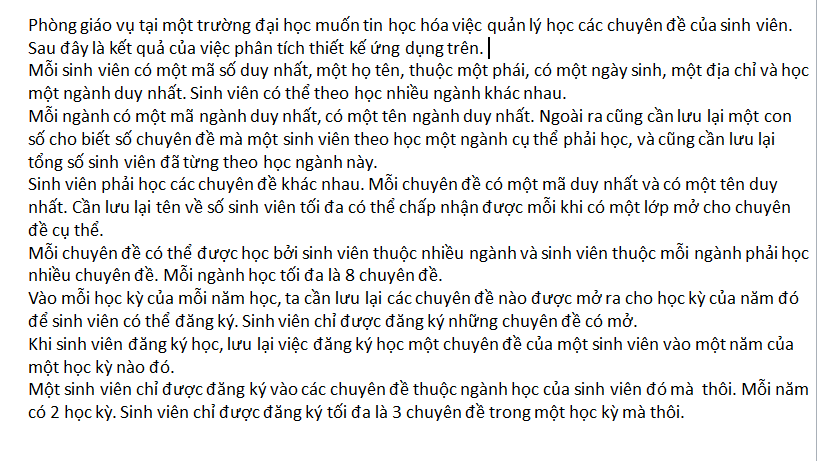 Phòng giáo vụ tại một trường đại học muốn tin học hóa việc quản lý học các chuyên đề của sinh viên.
Sau đây là kết quả của việc phân tích thiết kế ứng dụng trên.
Mỗi sinh viên có một mã số duy nhất, một họ tên, thuộc một phái, có một ngày sinh, một địa chỉ và học
một ngành duy nhất. Sinh viên có thể theo học nhiều ngành khác nhau.
Mỗi ngành có một mã ngành duy nhất, có một tên ngành duy nhất. Ngoài ra cũng cần lưu lại một con
số cho biết số chuyên đề mà một sinh viên theo học một ngành cụ thể phải học, và cũng cần lưu lại
tổng số sinh viên đã từng theo học ngành này.
Sinh viên phải học các chuyên đề khác nhau. Mỗi chuyên đề có một mã duy nhất và có một tên duy
nhất. Cần lưu lại tên về số sinh viên tối đa có thể chấp nhận được mỗi khi có một lớp mở cho chuyên
đề cụ thể.
Mỗi chuyên đề có thể được học bởi sinh viên thuộc nhiều ngành và sinh viên thuộc mỗi ngành phải học
nhiều chuyên đề. Mỗi ngành học tối đa là 8 chuyên đề.
Vào mỗi học kỳ của mỗi năm học, ta cần lưu lại các chuyên đề nào được mở ra cho học kỳ của năm đó
để sinh viên có thể đăng ký. Sinh viên chỉ được đăng ký những chuyên đề có mở.
Khi sinh viên đăng ký học, lưu lại việc đăng ký học một chuyên đề của một sinh viên vào một năm của
một học kỳ nào đó.
Một sinh viên chỉ được đăng ký vào các chuyên đề thuộc ngành học của sinh viên đó mà thôi. Mỗi năm
có 2 học kỳ. Sinh viên chỉ được đăng ký tối đa là 3 chuyên đề trong một học kỳ mà thôi.